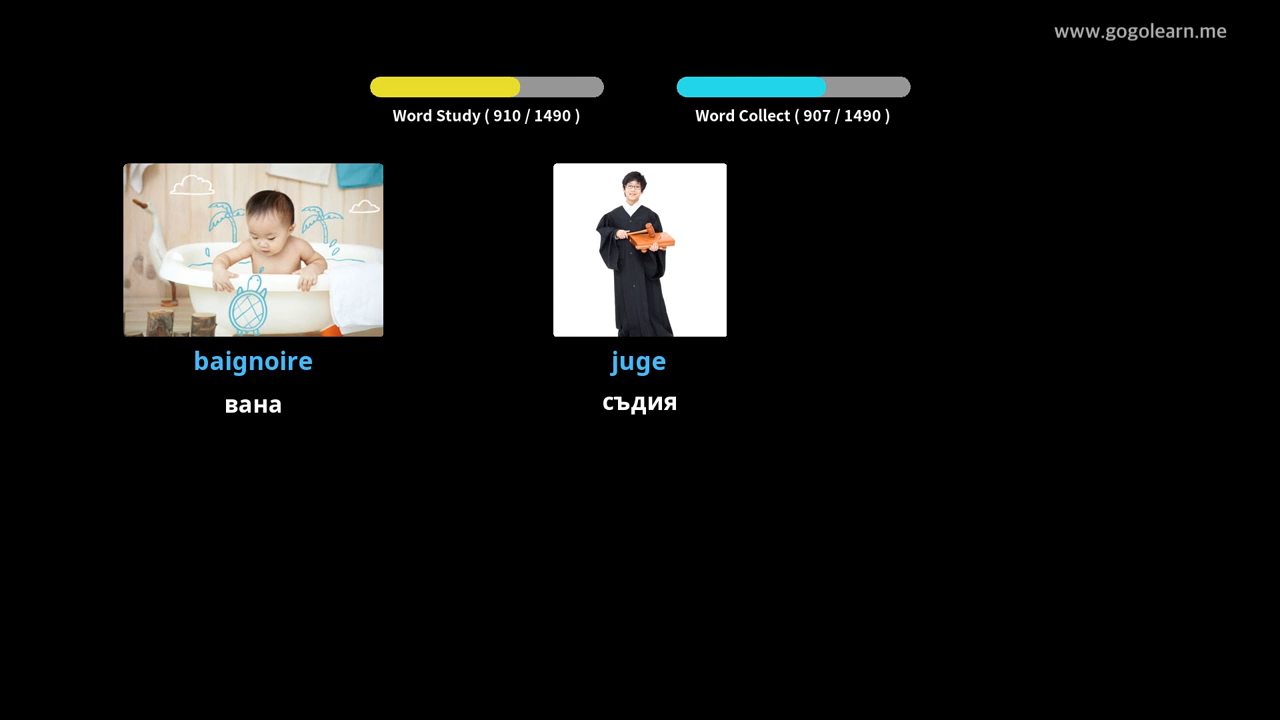 www.gogolearn.me
Word Study ( 910 / 1490 )
Word Collect ( 907 / 1490 )
baignoire
juge
вана
съдия